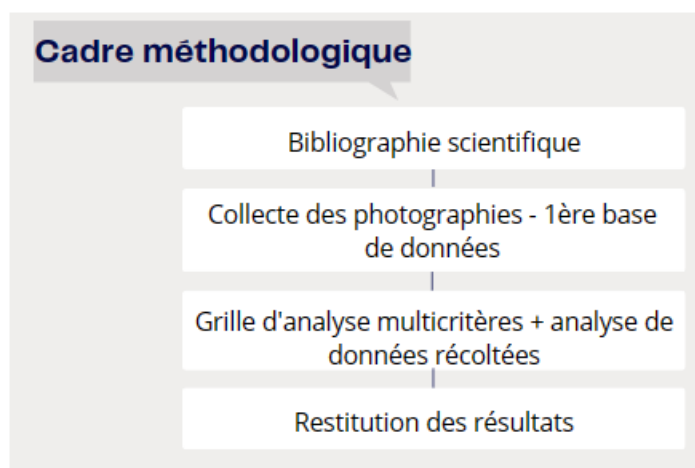 Cadre méthodologique
Bibliographie scientifique
Collecte des photographies - 1ère base
de données
Grille d'analyse multicritères + analyse de
données récoltées
Restitution des résultats